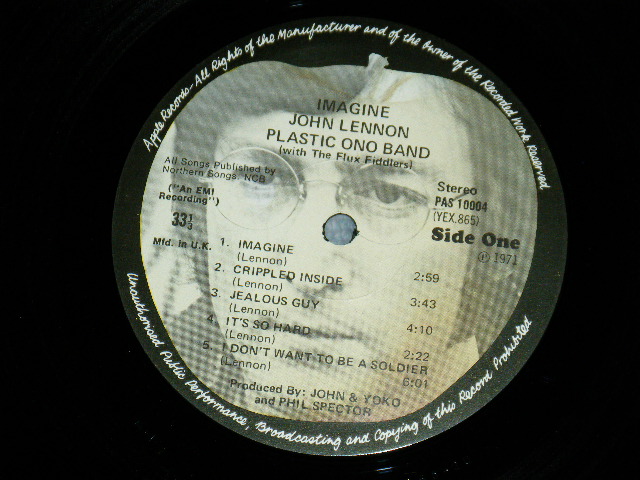 Apple Records-All Rights of the Manufacturer and of the Owner of the Recorded Work Reserved
IMAGINE
JOHN LENNON
PLASTIC ONO BAND
(with The Flux Fiddlers)
All Songs Published by
Northern Songs. NCB
("An EMI
Recording")
33⅓
Mfd. in U.K.
Stereo
PAS 10004
(YEX.865)
Side One
℗ 1971
1. IMAGINE
(Lennon) 2:59
2. CRIPPLED INSIDE
(Lennon) 3:43
3. JEALOUS GUY
(Lennon) 4:10
4. IT'S SO HARD
(Lennon) 2:22
5. I DON'T WANT TO BE A SOLDIER
(Lennon) 6:01
Produced By: JOHN & YOKO
and PHIL SPECTOR
Unauthorised Public Performance, Broadcasting and Copying of this Record Prohibited